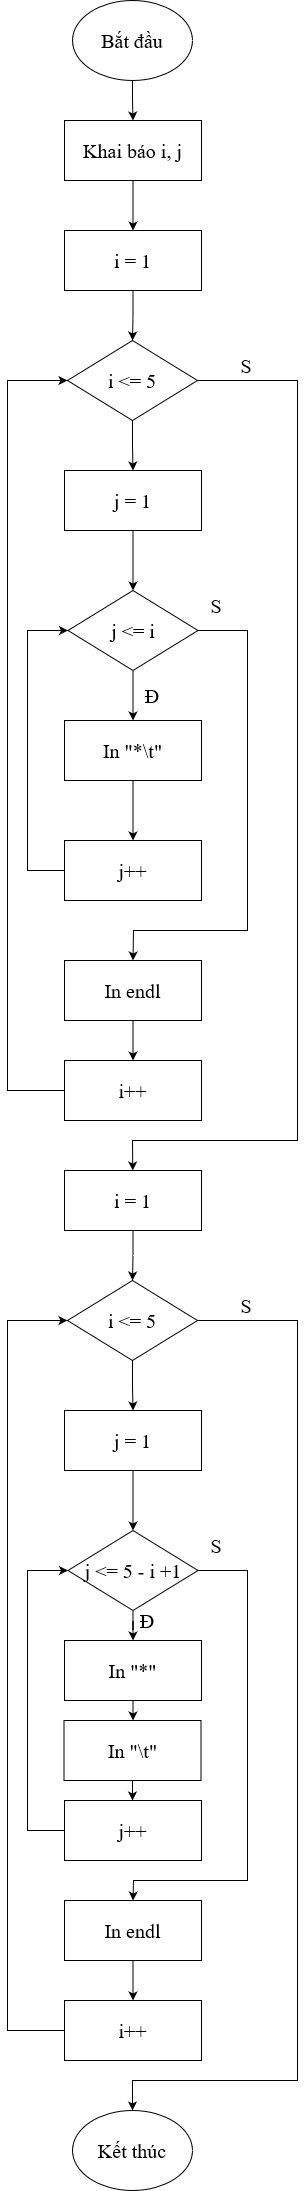 Bắt đầu
Khai báo i, j
i = 1
i <= 5
S
j = 1
j <= i
S
Đ
In "*\t"
j++
In endl
i++
i = 1
i <= 5
S
j = 1
j <= 5 - i +1
S
Đ
In "*"
In "\t"
j++
In endl
i++
Kết thúc